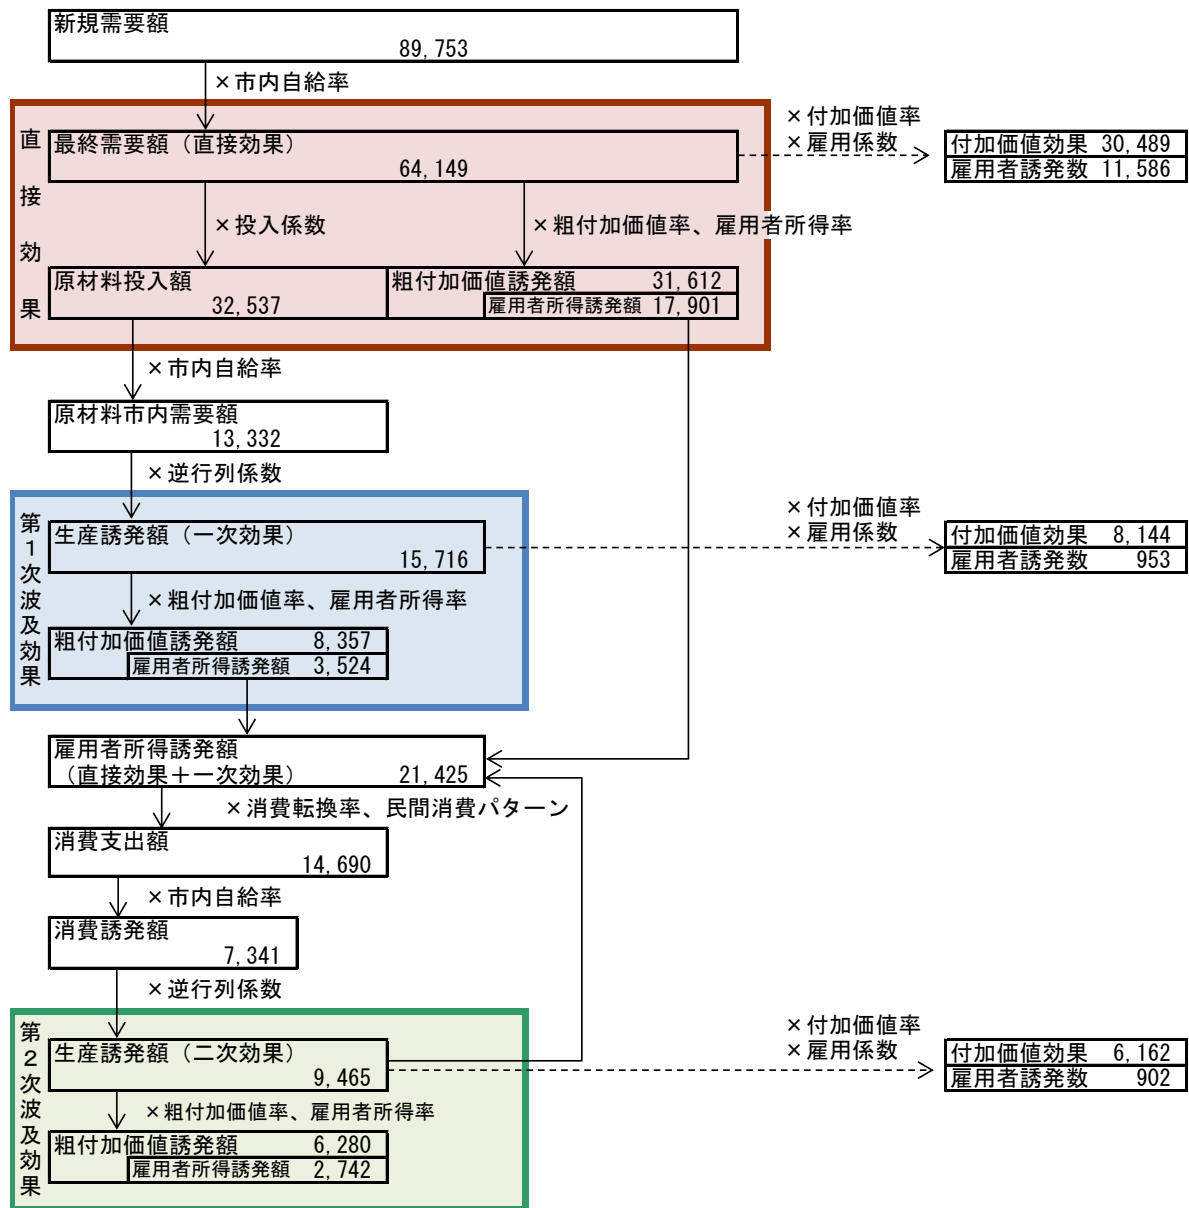 新規需要額
89,753
×市内自給率
直接効果
最終需要額（直接効果）
64,149
×付加価値率
×雇用係数
付加価値効果 30,489
雇用者誘発数 11,586
×投入係数
×粗付加価値率、雇用者所得率
原材料投入額
32,537
粗付加価値誘発額 31,612
雇用者所得誘発額 17,901
×市内自給率
原材料市内需要額
13,332
×逆行列係数
第1次波及効果
生産誘発額（一次効果）
15,716
×付加価値率
×雇用係数
付加価値効果 8,144
雇用者誘発数 953
×粗付加価値率、雇用者所得率
粗付加価値誘発額 8,357
雇用者所得誘発額 3,524
雇用者所得誘発額
（直接効果＋一次効果） 21,425
×消費転換率、民間消費パターン
消費支出額
14,690
×市内自給率
消費誘発額
7,341
×逆行列係数
第2次波及効果
生産誘発額（二次効果）
9,465
×付加価値率
×雇用係数
付加価値効果 6,162
雇用者誘発数 902
×粗付加価値率、雇用者所得率
粗付加価値誘発額 6,280
雇用者所得誘発額 2,742